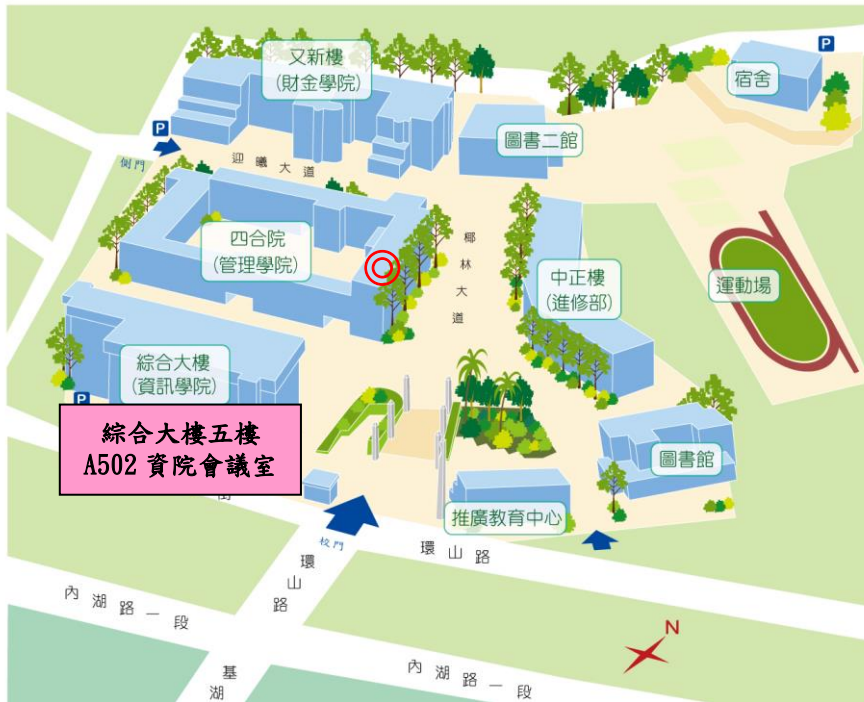 又新樓
(財金學院)
P
宿舍
圖書二館
P
側門
迎曦大道
四合院
(管理學院)
椰林大道
中正樓
(進修部)
運動場
綜合大樓
(資訊學院)
P
綜合大樓五樓
A502 資院會議室
圖書館
街
推廣教育中心
校門
環山路
環山路
內湖路一段
N
基湖
內湖路一段